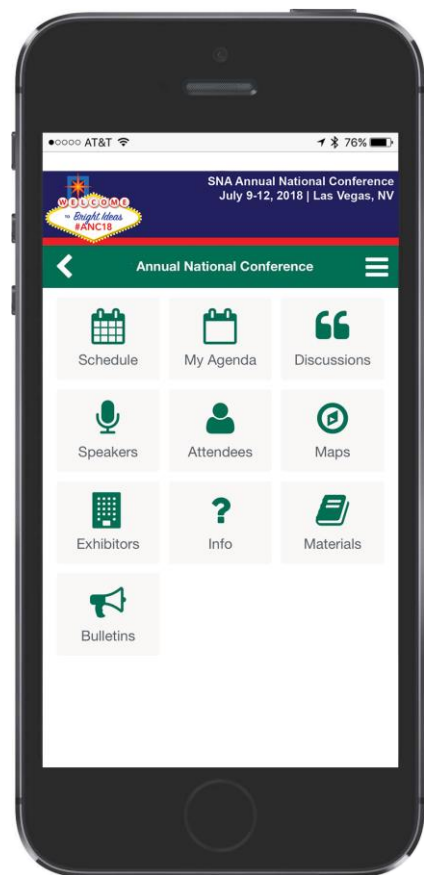 AT&T
76%
SNA Annual National Conference
July 9-12, 2018 | Las Vegas, NV
WELCOME
TO Bright Ideas
#ANC18
Annual National Conference
Schedule
My Agenda
Discussions
Speakers
Attendees
Maps
Exhibitors
Info
Materials
Bulletins